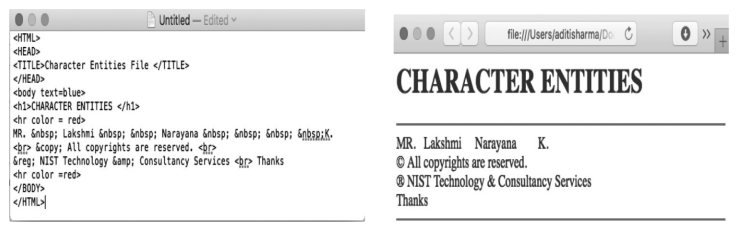 Untitled — Edited
<HTML>
<HEAD>
<TITLE>Character Entities File </TITLE>
</HEAD>
<body text=blue>
<h1>CHARACTER ENTITIES </h1>
<hr color = red>
MR. &nbsp; Lakshmi &nbsp; &nbsp; Narayana &nbsp; &nbsp; &nbsp; &nbsp;K.
<br> &copy; All copyrights are reserved. <br>
&reg; NIST Technology &amp; Consultancy Services <br> Thanks
<hr color =red>
</BODY>
</HTML>
file:///Users/aditisharma/Do
CHARACTER ENTITIES
MR. Lakshmi Narayana K.
© All copyrights are reserved.
® NIST Technology & Consultancy Services
Thanks